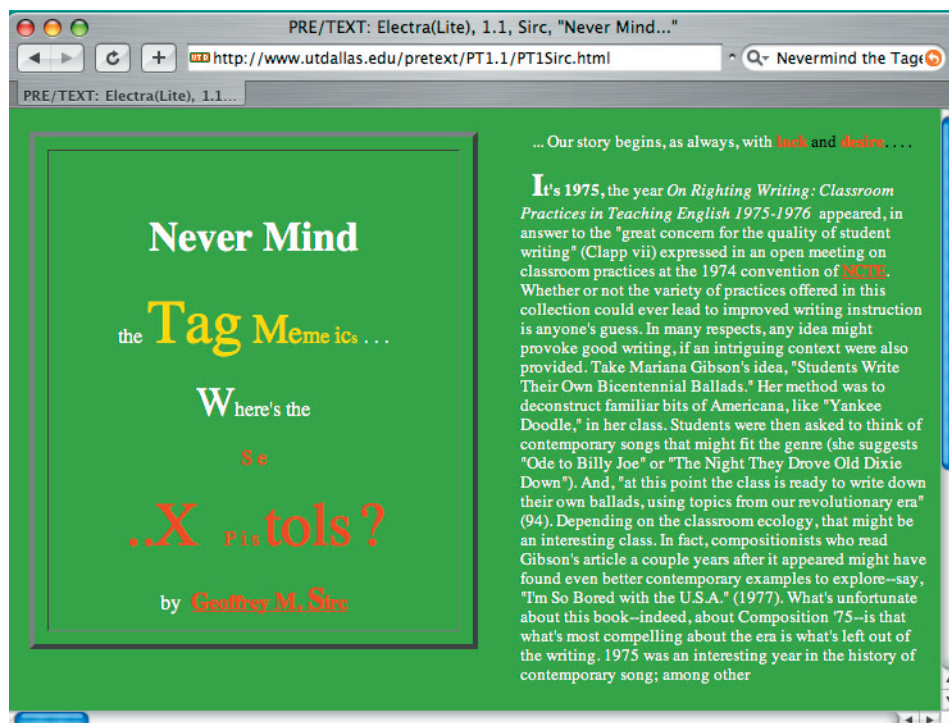 PRE/TEXT: Electra(Lite), 1.1, Sirc, "Never Mind..."
UTD http://www.utdallas.edu/pretext/PT1.1/PT1Sirc.html
Nevermind the Tage
PRE/TEXT: Electra(Lite), 1.1...
Never Mind
the Tag Meme ics . . .
Where's the
S e
..X Pis tols ?
by Geoffrey M. Sirc
... Our story begins, as always, with lack and desire. . . .
It's 1975, the year On Righting Writing: Classroom
Practices in Teaching English 1975-1976 appeared, in
answer to the "great concern for the quality of student
writing" (Clapp vii) expressed in an open meeting on
classroom practices at the 1974 convention of NCTE.
Whether or not the variety of practices offered in this
collection could ever lead to improved writing instruction
is anyone's guess. In many respects, any idea might
provoke good writing, if an intriguing context were also
provided. Take Mariana Gibson's idea, "Students Write
Their Own Bicentennial Ballads." Her method was to
deconstruct familiar bits of Americana, like "Yankee
Doodle," in her class. Students were then asked to think of
contemporary songs that might fit the genre (she suggests
"Ode to Billy Joe" or "The Night They Drove Old Dixie
Down"). And, "at this point the class is ready to write down
their own ballads, using topics from our revolutionary era"
(94). Depending on the classroom ecology, that might be
an interesting class. In fact, compositionists who read
Gibson's article a couple years after it appeared might have
found even better contemporary examples to explore--say,
"I'm So Bored with the U.S.A." (1977). What's unfortunate
about this book--indeed, about Composition '75--is that
what's most compelling about the era is what's left out of
the writing. 1975 was an interesting year in the history of
contemporary song; among other